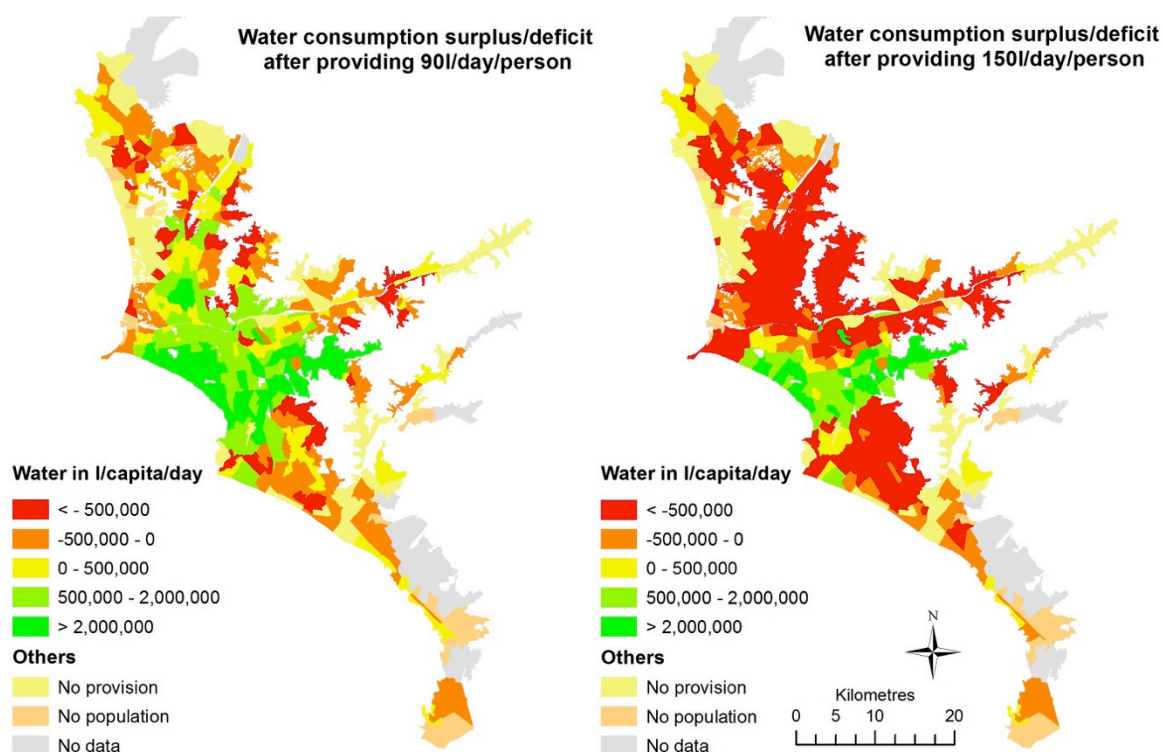 Water consumption surplus/deficit
after providing 90l/day/person
Water in l/capita/day
< - 500,000
-500,000 - 0
0 - 500,000
500,000 - 2,000,000
> 2,000,000
Others
No provision
No population
No data
Water consumption surplus/deficit
after providing 150l/day/person
Water in l/capita/day
< -500,000
-500,000 - 0
0 - 500,000
500,000 - 2,000,000
> 2,000,000
Others
No provision
No population
No data
N
Kilometres
0 5 10 20